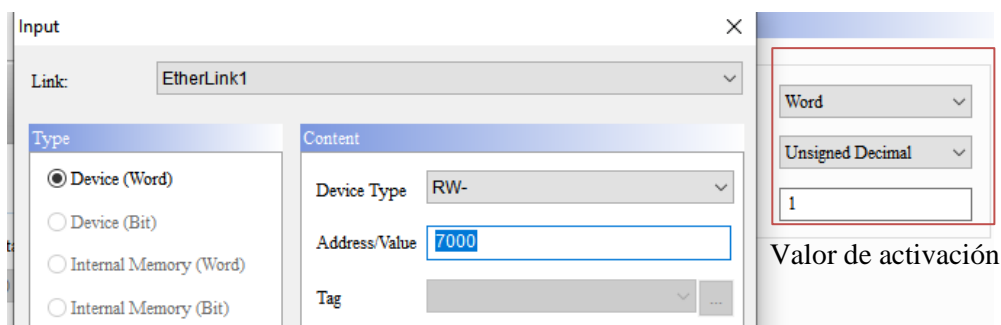 Input
Link:
EtherLink1
Type
Device (Word)
Device (Bit)
Internal Memory (Word)
Internal Memory (Bit)
Content
Device Type
RW-
Address/Value
7000
Tag
...
Word
Unsigned Decimal
1
Valor de activación